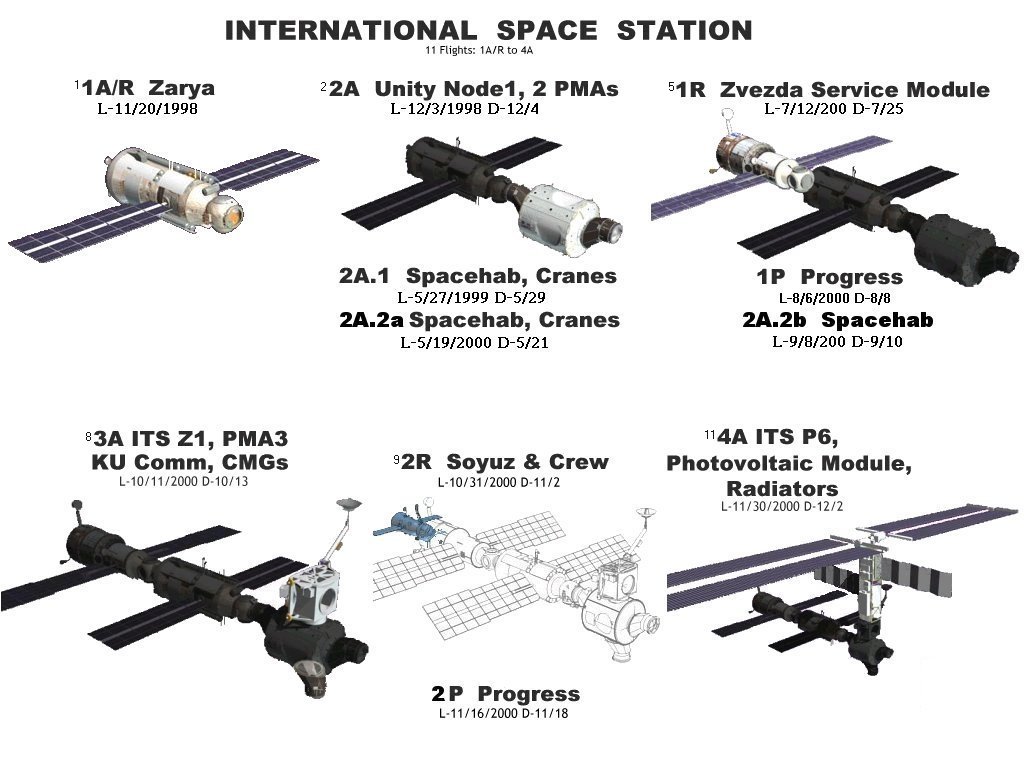 INTERNATIONAL SPACE STATION
11 Flights: 1A/R to 4A
1 1A/R Zarya
L-11/20/1998
2 2A Unity Node1, 2 PMAs
L-12/3/1998 D-12/4
5 1R Zvezda Service Module
L-7/12/200 D-7/25
2A.1 Spacehab, Cranes
L-5/27/1999 D-5/29
2A.2a Spacehab, Cranes
L-5/19/2000 D-5/21
1P Progress
L-8/6/2000 D-8/8
2A.2b Spacehab
L-9/8/200 D-9/10
8 3A ITS Z1, PMA3
KU Comm, CMGs
L-10/11/2000 D-10/13
9 2R Soyuz & Crew
L-10/31/2000 D-11/2
11 4A ITS P6,
Photovoltaic Module,
Radiators
L-11/30/2000 D-12/2
2P Progress
L-11/16/2000 D-11/18